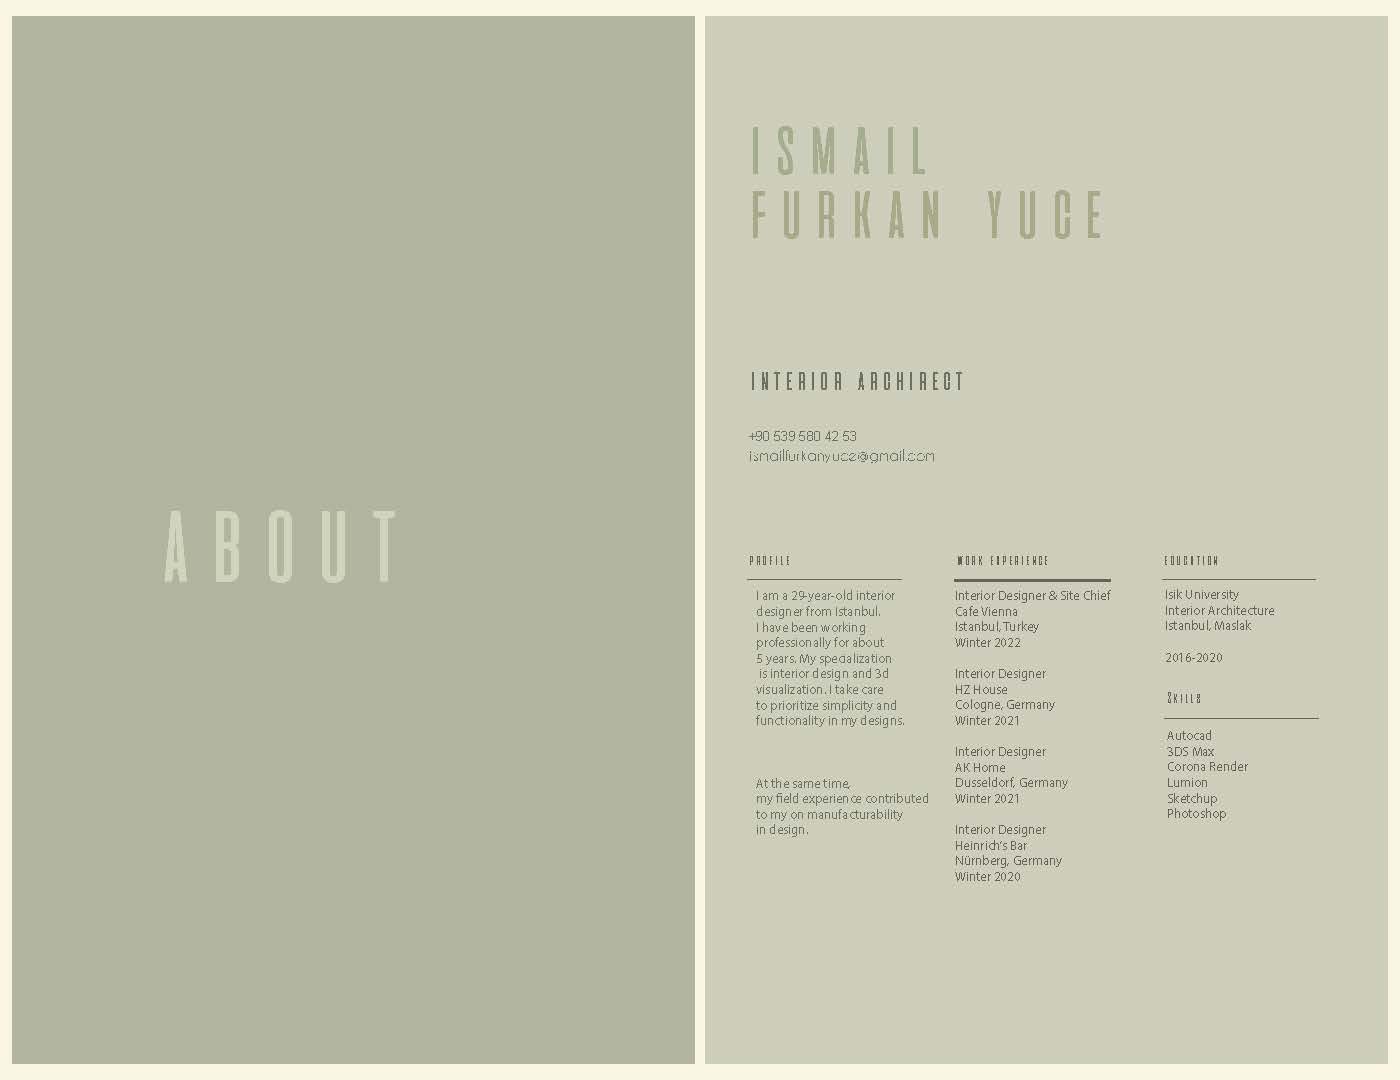 ABOUT
ISMAIL
FURKAN YUCE
INTERIOR ARCHIRECT
+90 539 580 42 53
ismailfurkanyuce@gmail.com
PROFILE
I am a 29-year-old interior
designer from Istanbul.
I have been working
professionally for about
5 years. My specialization
is interior design and 3d
visualization. I take care
to prioritize simplicity and
functionality in my designs.
At the same time,
my field experience contributed
to my on manufacturability
in design.
WORK EXPERIENCE
Interior Designer & Site Chief
Cafe Vienna
Istanbul, Turkey
Winter 2022
Interior Designer
HZ House
Cologne, Germany
Winter 2021
Interior Designer
AK Home
Dusseldorf, Germany
Winter 2021
Interior Designer
Heinrich's Bar
Nürnberg, Germany
Winter 2020
EDUCATION
Isik University
Interior Architecture
Istanbul, Maslak
2016-2020
SKILLS
Autocad
3DS Max
Corona Render
Lumion
Sketchup
Photoshop